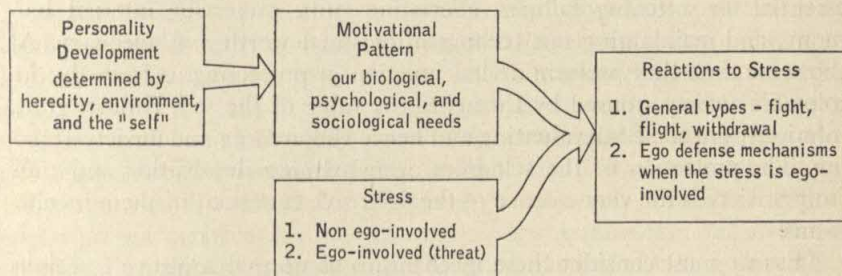 Personality
Development
determined by
heredity, environment,
and the "self"
Motivational
Patterns
our biological,
psychological, and
sociological needs
Stress
1. Non ego-involved
2. Ego-involved (threat)
Reactions to Stress
1. General types - fight,
flight, withdrawal
2. Ego defense mechanisms
when the stress is ego-
involved